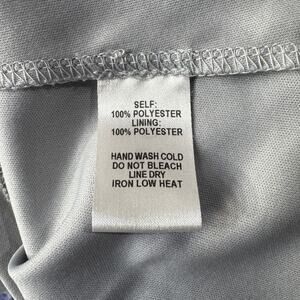 SELF:
100% POLYESTER
LINING:
100% POLYESTER
HAND WASH COLD
DO NOT BLEACH
LINE DRY
IRON LOW HEAT